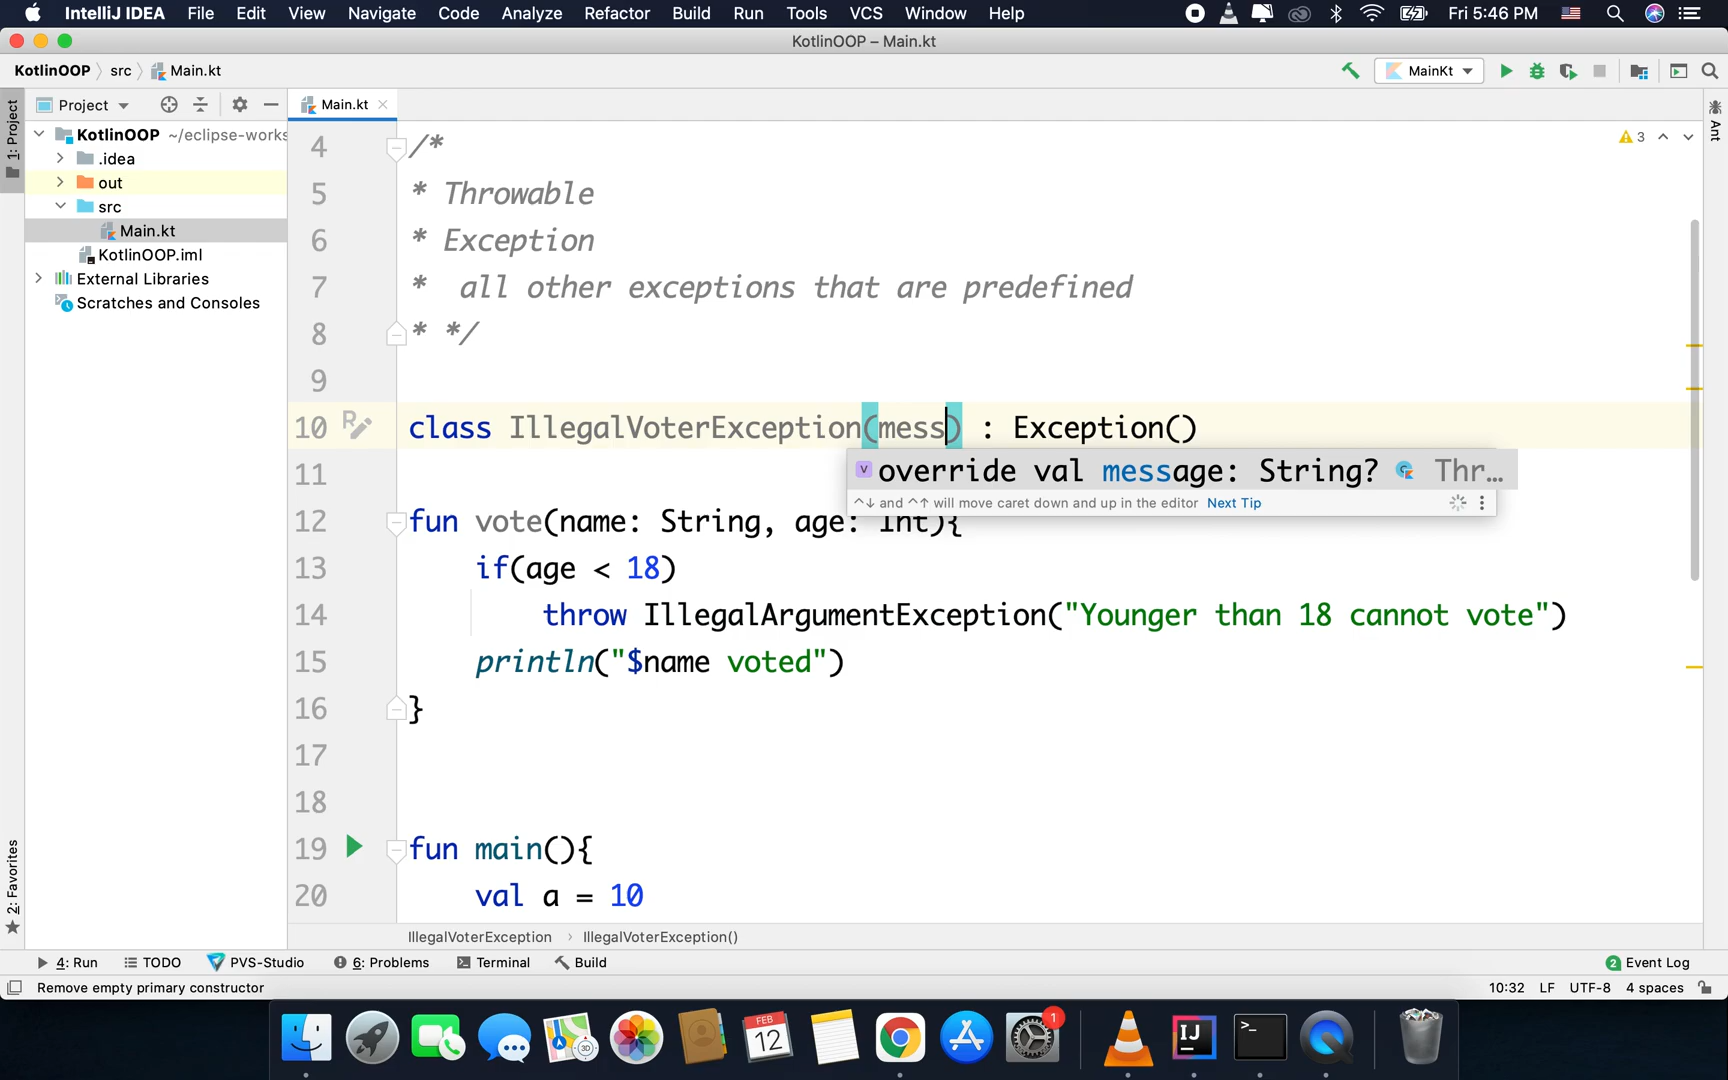 IntelliJ IDEA File Edit View Navigate Code Analyze Refactor Build Run Tools VCS Window Help Fri 5:46 PM
KotlinOOP – Main.kt
KotlinOOP src Main.kt MainKt
1: Project
Project
Main.kt
Ant
KotlinOOP ~/eclipse-works
.idea
out
src
Main.kt
KotlinOOP.iml
External Libraries
Scratches and Consoles
3
4 /*
5 * Throwable
6 * Exception
7 * all other exceptions that are predefined
8 * */
9
10 class IllegalVoterException(mess) : Exception()
override val message: String? Thr...
^↓ and ^↑ will move caret down and up in the editor Next Tip
11
12 fun vote(name: String, age: Int){
13 if(age < 18)
14 throw IllegalArgumentException("Younger than 18 cannot vote")
15 println("$name voted")
16 }
17
18
19 fun main(){
20 val a = 10
2: Favorites
IllegalVoterException IllegalVoterException()
4: Run TODO PVS-Studio 6: Problems Terminal Build 2 Event Log
Remove empty primary constructor 10:32 LF UTF-8 4 spaces
FEB
12
3D
1
IJ
>_